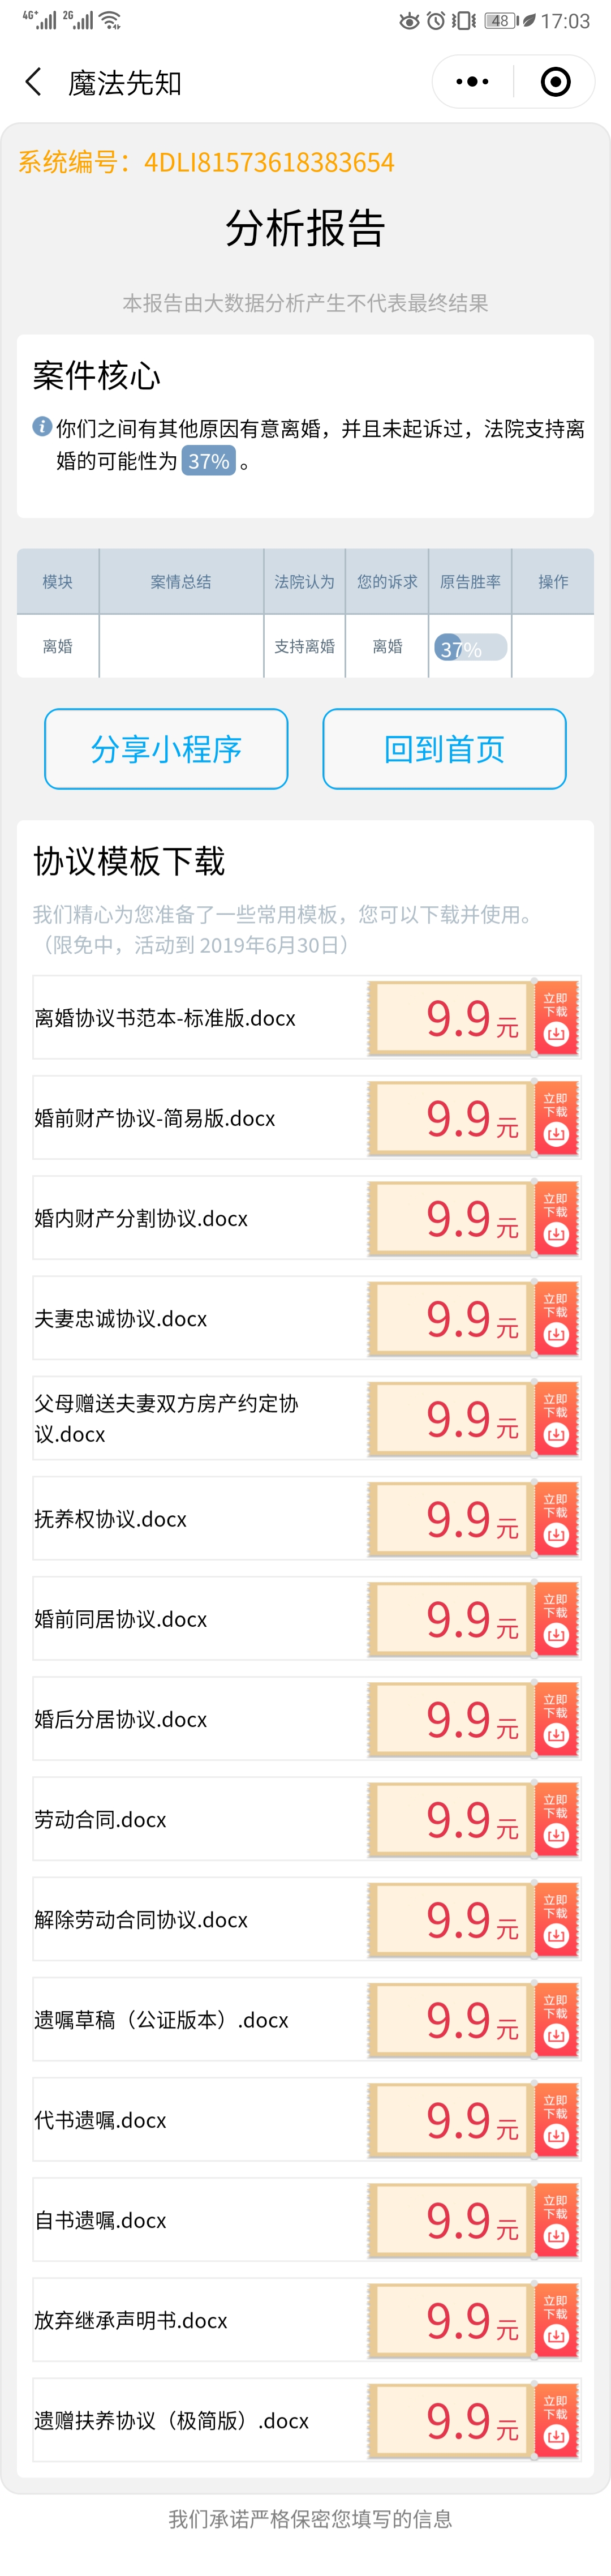 4G+ 2G 48 17:03
魔法先知
系统编号：4DLI81573618383654
分析报告
本报告由大数据分析产生不代表最终结果
案件核心
你们之间有其他原因有意离婚，并且未起诉过，法院支持离
婚的可能性为 37% 。
模块 案情总结 法院认为 您的诉求 原告胜率 操作
离婚 支持离婚 离婚 37%
分享小程序 回到首页
协议模板下载
我们精心为您准备了一些常用模板，您可以下载并使用。
（限免中，活动到 2019年6月30日）
离婚协议书范本-标准版.docx 9.9元 立即
下载
婚前财产协议-简易版.docx 9.9元 立即
下载
婚内财产分割协议.docx 9.9元 立即
下载
夫妻忠诚协议.docx 9.9元 立即
下载
父母赠送夫妻双方房产约定协
议.docx 9.9元 立即
下载
抚养权协议.docx 9.9元 立即
下载
婚前同居协议.docx 9.9元 立即
下载
婚后分居协议.docx 9.9元 立即
下载
劳动合同.docx 9.9元 立即
下载
解除劳动合同协议.docx 9.9元 立即
下载
遗嘱草稿（公证版本）.docx 9.9元 立即
下载
代书遗嘱.docx 9.9元 立即
下载
自书遗嘱.docx 9.9元 立即
下载
放弃继承声明书.docx 9.9元 立即
下载
遗赠扶养协议（极简版）.docx 9.9元 立即
下载
我们承诺严格保密您填写的信息